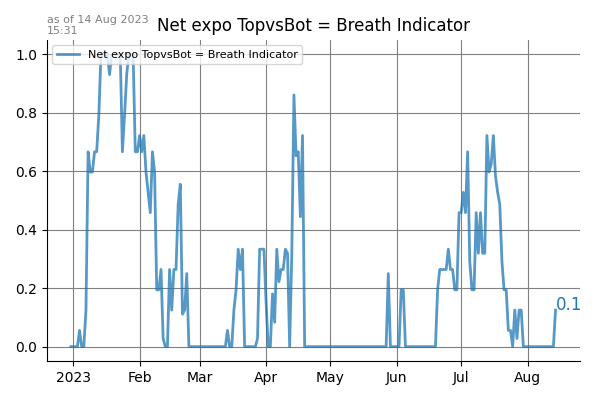 as of 14 Aug 2023
15:31
Net expo TopvsBot = Breath Indicator
Net expo TopvsBot = Breath Indicator
1.0
0.8
0.6
0.4
0.2
0.0
0.1
2023 Feb Mar Apr May Jun Jul Aug